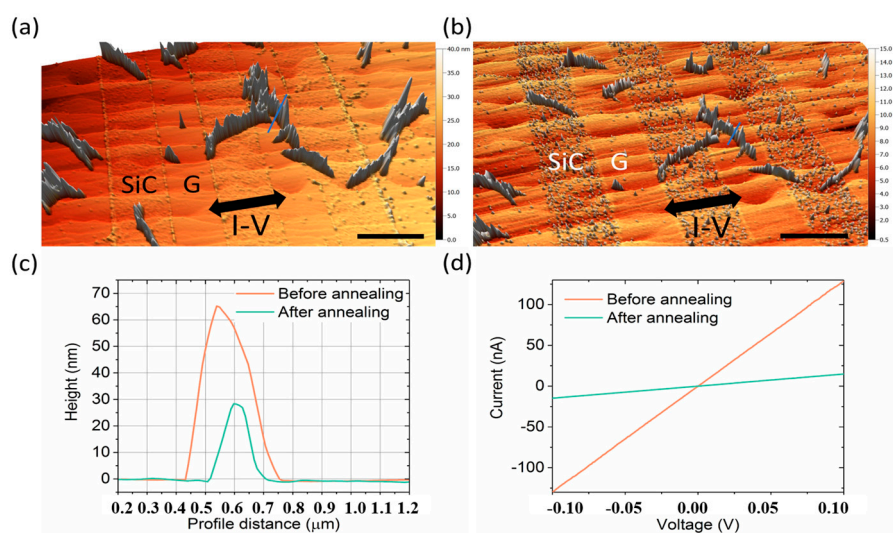 (a)
40.0 nm
35.0
30.0
25.0
20.0
15.0
10.0
5.0
0.0
SiC G
I-V
(b)
15.0
14.0
13.0
12.0
11.0
10.0
9.0
8.0
7.0
6.0
5.0
4.0
3.0
2.0
0.5
SiC G
I-V
(c)
Before annealing
After annealing
70
60
50
40
30
20
10
0
Height (nm)
0.2 0.3 0.4 0.5 0.6 0.7 0.8 0.9 1.0 1.1 1.2
Profile distance (μm)
(d)
Before annealing
After annealing
100
50
0
-50
-100
Current (nA)
-0.10 -0.05 0.00 0.05 0.10
Voltage (V)